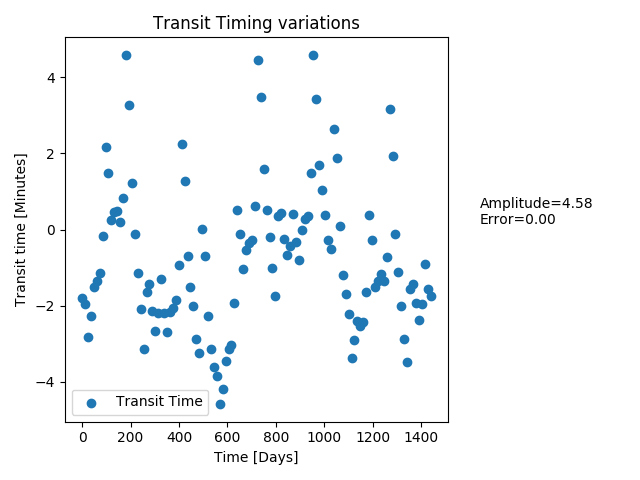 Transit Timing variations
Transit time [Minutes]
4
2
0
−2
−4
Amplitude=4.58
Error=0.00
Transit Time
0 200 400 600 800 1000 1200 1400
Time [Days]